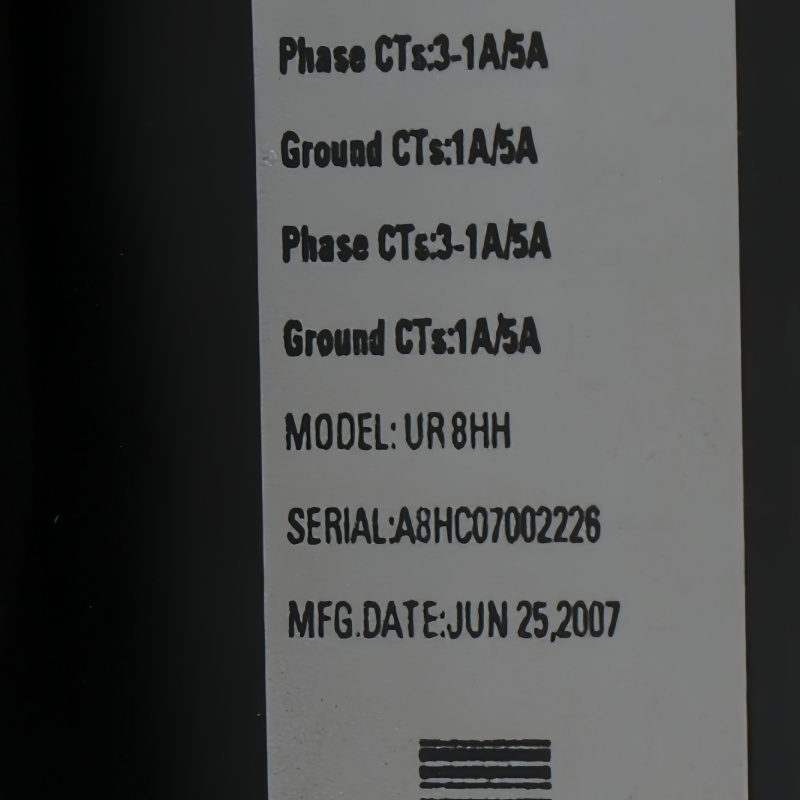 Phase CTs:3-1A/5A
Ground CTs:1A/5A
Phase CTs:3-1A/5A
Ground CTs:1A/5A
MODEL: UR 8HH
SERIAL:A8HC07002226
MFG.DATE:JUN 25,2007